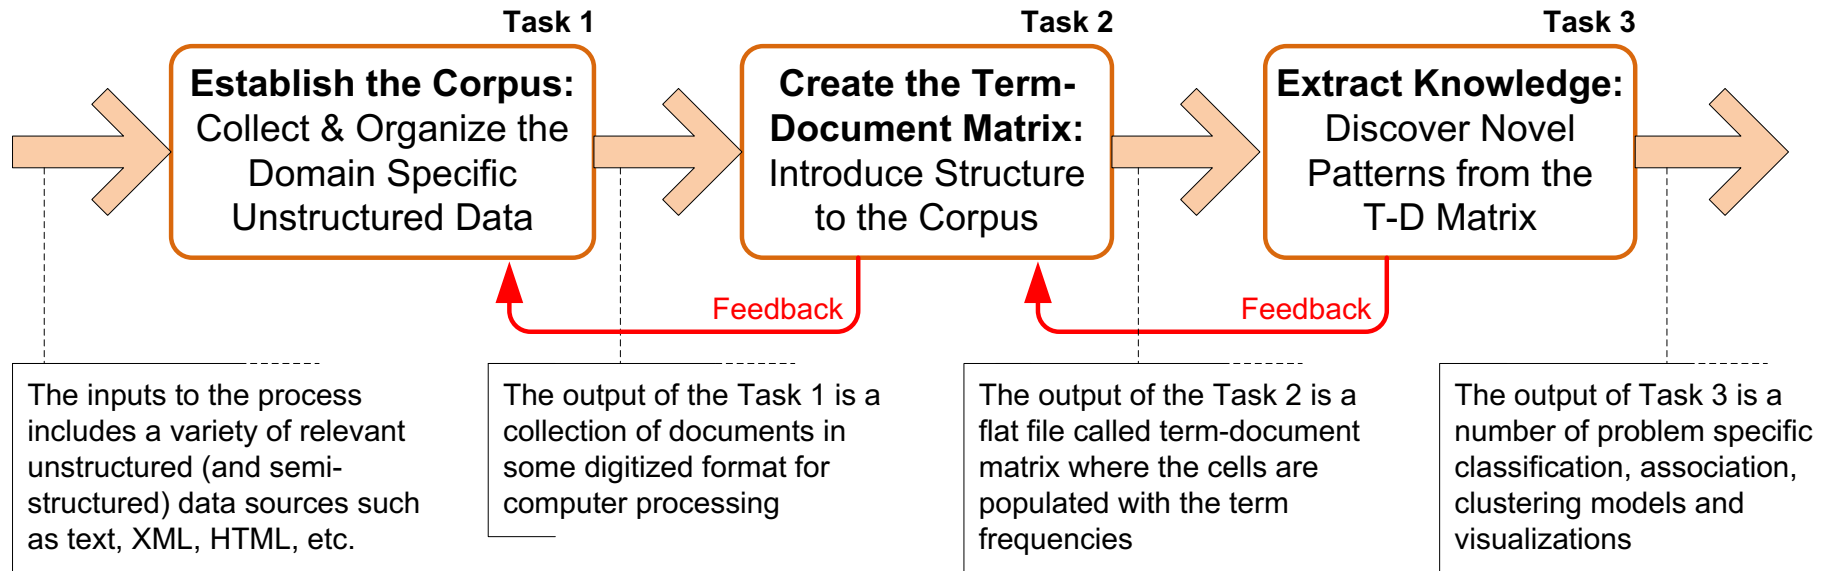 Task 1
Establish the Corpus:
Collect & Organize the
Domain Specific
Unstructured Data
Task 2
Create the Term-
Document Matrix:
Introduce Structure
to the Corpus
Task 3
Extract Knowledge:
Discover Novel
Patterns from the
T-D Matrix
Feedback
Feedback
The inputs to the process
includes a variety of relevant
unstructured (and semi-
structured) data sources such
as text, XML, HTML, etc.
The output of the Task 1 is a
collection of documents in
some digitized format for
computer processing
The output of the Task 2 is a
flat file called term-document
matrix where the cells are
populated with the term
frequencies
The output of Task 3 is a
number of problem specific
classification, association,
clustering models and
visualizations